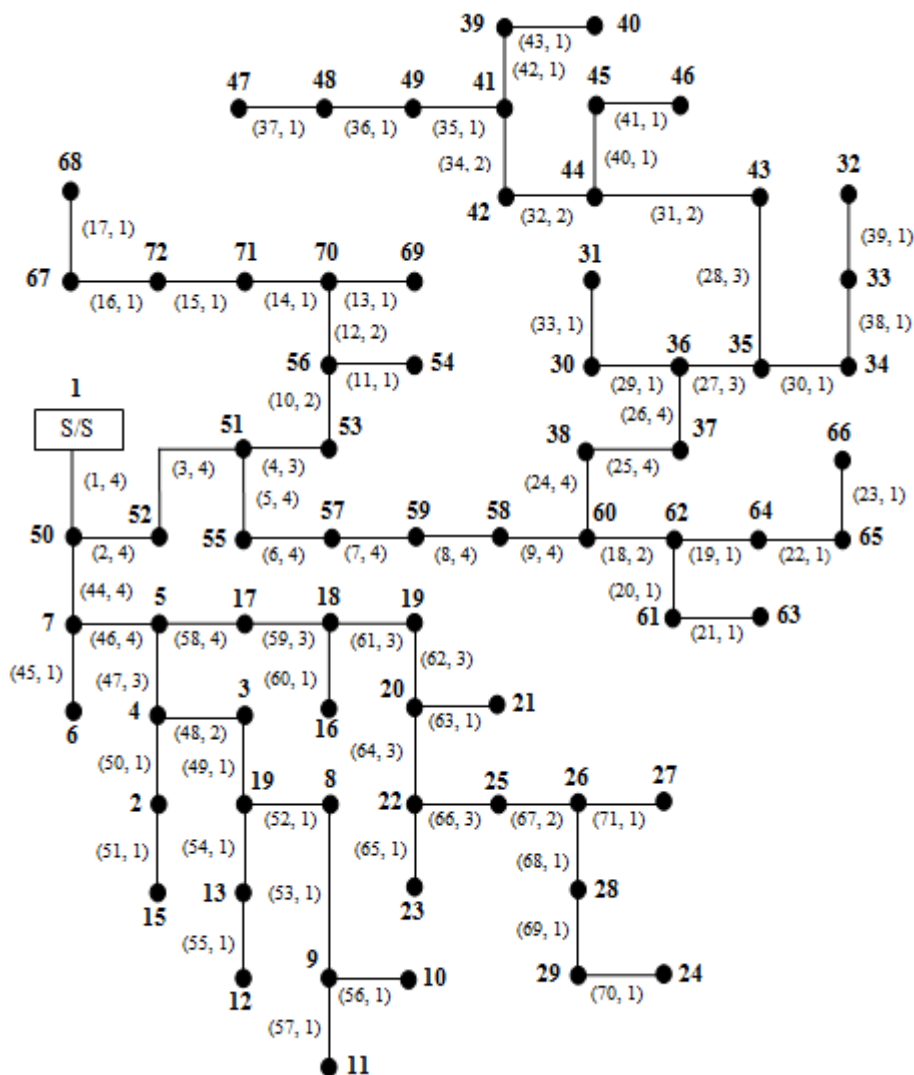 39 40
(43, 1)
(42, 1)
47 48 49 41 45 46
(37, 1) (36, 1) (35, 1) (41, 1)
(34, 2) (40, 1)
68 44 43 32
42 (32, 2) (31, 2)
(17, 1) (39, 1)
72 71 70 69 31
67 (28, 3) 33
(16, 1) (15, 1) (14, 1) (13, 1)
(33, 1) (38, 1)
(12, 2)
56 54 36 35
30 34
(11, 1) (29, 1) (27, 3) (30, 1)
1 (10, 2) (26, 4)
S/S 51 53 38 37 66
(3, 4) (4, 3) (25, 4)
(1, 4) (5, 4) (24, 4) (23, 1)
50 52 57 59 58 60 62 64
55 65
(2, 4) (6, 4) (7, 4) (8, 4) (9, 4) (18, 2) (19, 1) (22, 1)
(44, 4) (20, 1)
5 17 18 19
7 61 63
(46, 4) (58, 4) (59, 3) (61, 3) (21, 1)
(45, 1) (47, 3) (60, 1) (62, 3)
3 20 21
6 4 16
(48, 2) (63, 1)
(50, 1) (49, 1) (64, 3)
19 8 25 26 27
2 22
(52, 1) (66, 3) (67, 2) (71, 1)
(51, 1) (54, 1) (65, 1) (68, 1)
13 (53, 1) 28
15 23
(55, 1) (69, 1)
9 10 29 24
12 (56, 1) (70, 1)
(57, 1)
11